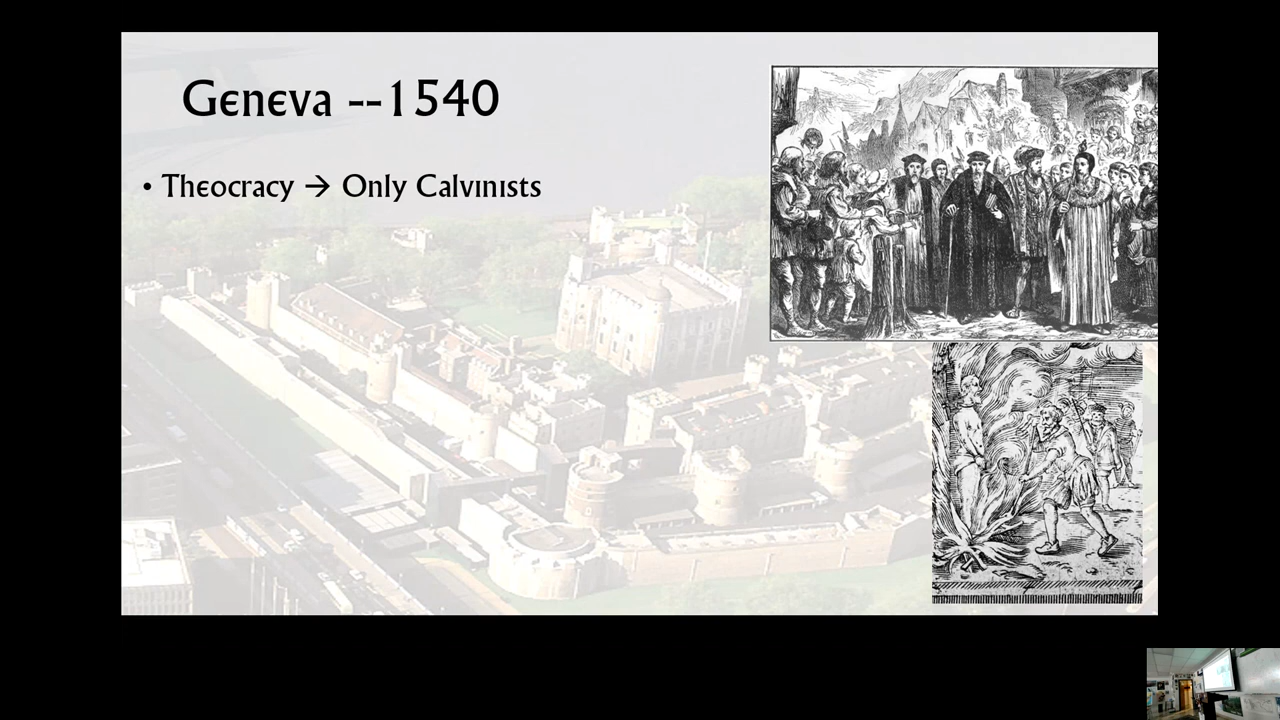 Geneva --1540
• Theocracy → Only Calvinists